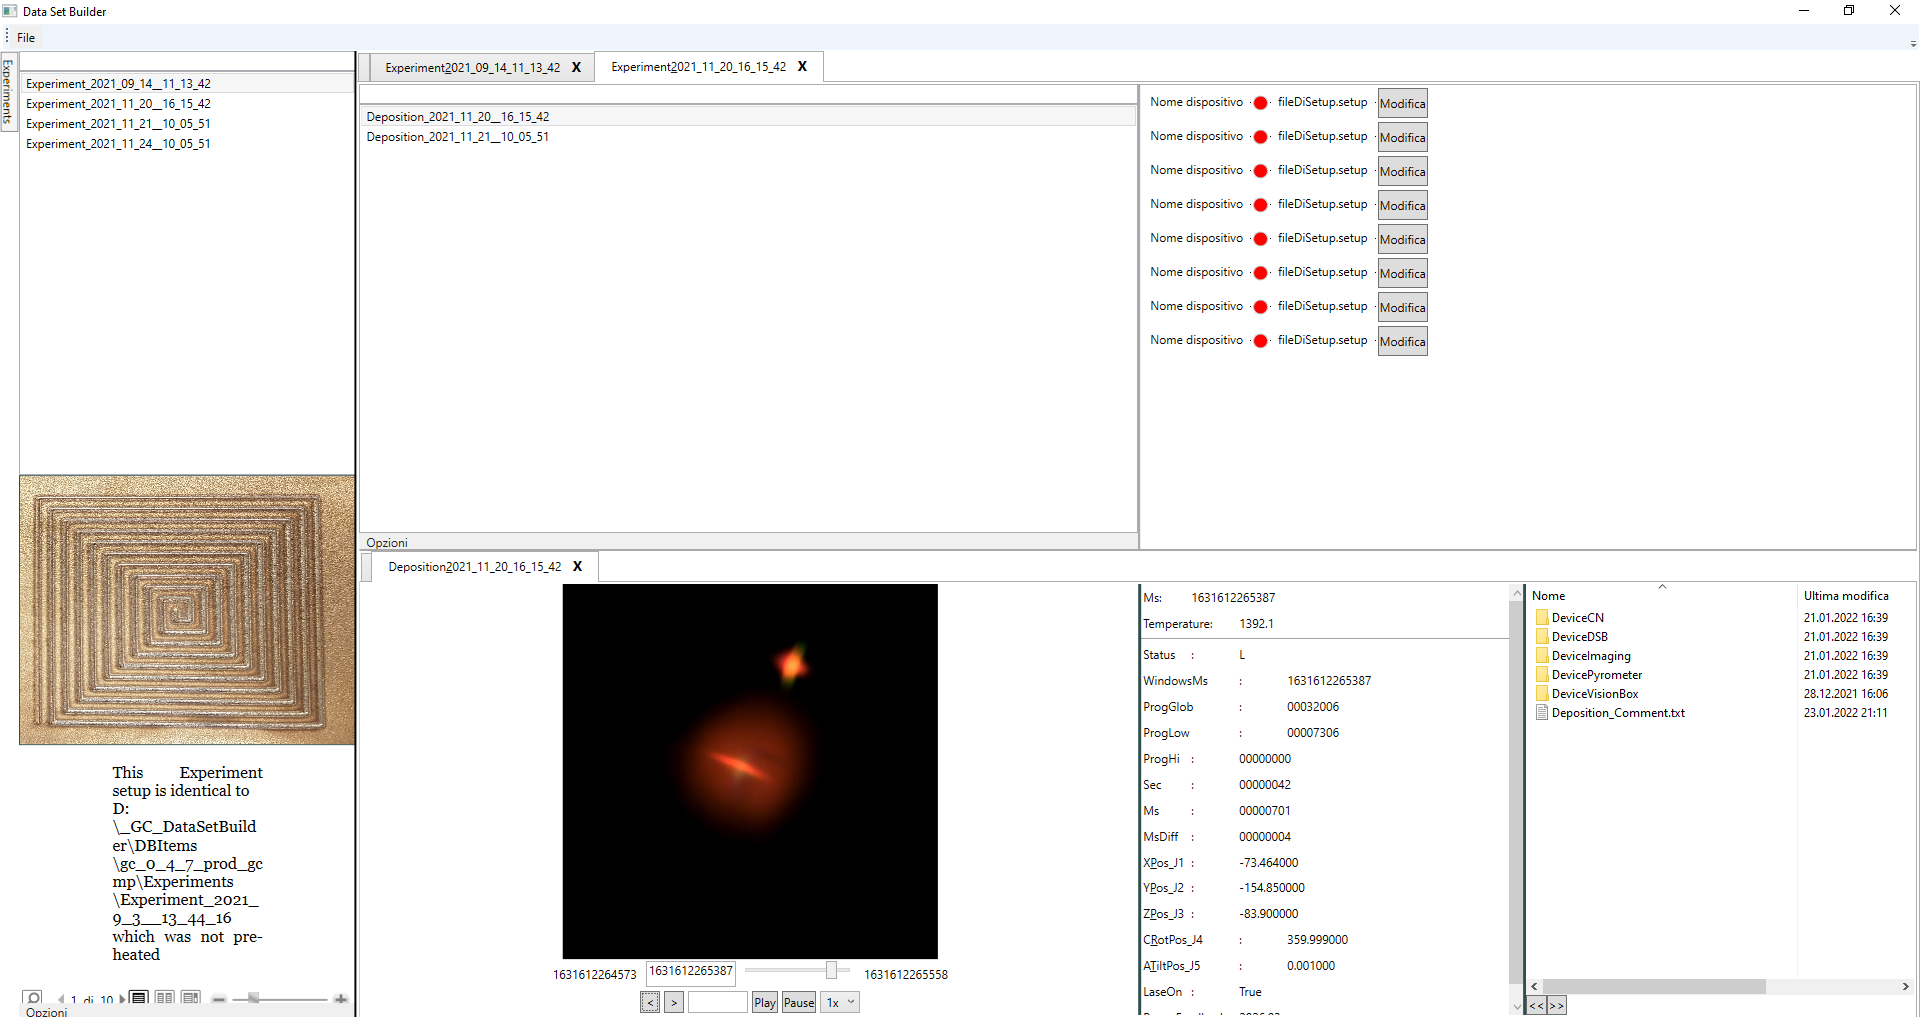 Data Set Builder
File
Experiments
Experiment_2021_09_14__11_13_42
Experiment_2021_11_20__16_15_42
Experiment_2021_11_21__10_05_51
Experiment_2021_11_24__10_05_51
This Experiment
setup is identical to
D:
\_GC_DataSetBuild
er\DBItems
\gc_0_4_7_prod_gc
mp\Experiments
\Experiment_2021_
9_3__13_44_16
which was not pre-
heated
1 di 10
Opzioni
Experiment2021_09_14_11_13_42 X
Experiment2021_11_20_16_15_42 X
Deposition_2021_11_20__16_15_42
Deposition_2021_11_21__10_05_51
Opzioni
Nome dispositivo fileDiSetup.setup Modifica
Nome dispositivo fileDiSetup.setup Modifica
Nome dispositivo fileDiSetup.setup Modifica
Nome dispositivo fileDiSetup.setup Modifica
Nome dispositivo fileDiSetup.setup Modifica
Nome dispositivo fileDiSetup.setup Modifica
Nome dispositivo fileDiSetup.setup Modifica
Nome dispositivo fileDiSetup.setup Modifica
Deposition2021_11_20_16_15_42 X
1631612264573 1631612265387 1631612265558
< > Play Pause 1x
Ms: 1631612265387
Temperature: 1392.1
Status : L
WindowsMs : 1631612265387
ProgGlob : 00032006
ProgLow : 00007306
ProgHi : 00000000
Sec : 00000042
Ms : 00000701
MsDiff : 00000004
XPos_J1 : -73.464000
YPos_J2 : -154.850000
ZPos_J3 : -83.900000
CRotPos_J4 : 359.999000
ATiltPos_J5 : 0.001000
LaseOn : True
Nome Ultima modifica
DeviceCN 21.01.2022 16:39
DeviceDSB 21.01.2022 16:39
DeviceImaging 21.01.2022 16:39
DevicePyrometer 21.01.2022 16:39
DeviceVisionBox 28.12.2021 16:06
Deposition_Comment.txt 23.01.2022 21:11
<< >>